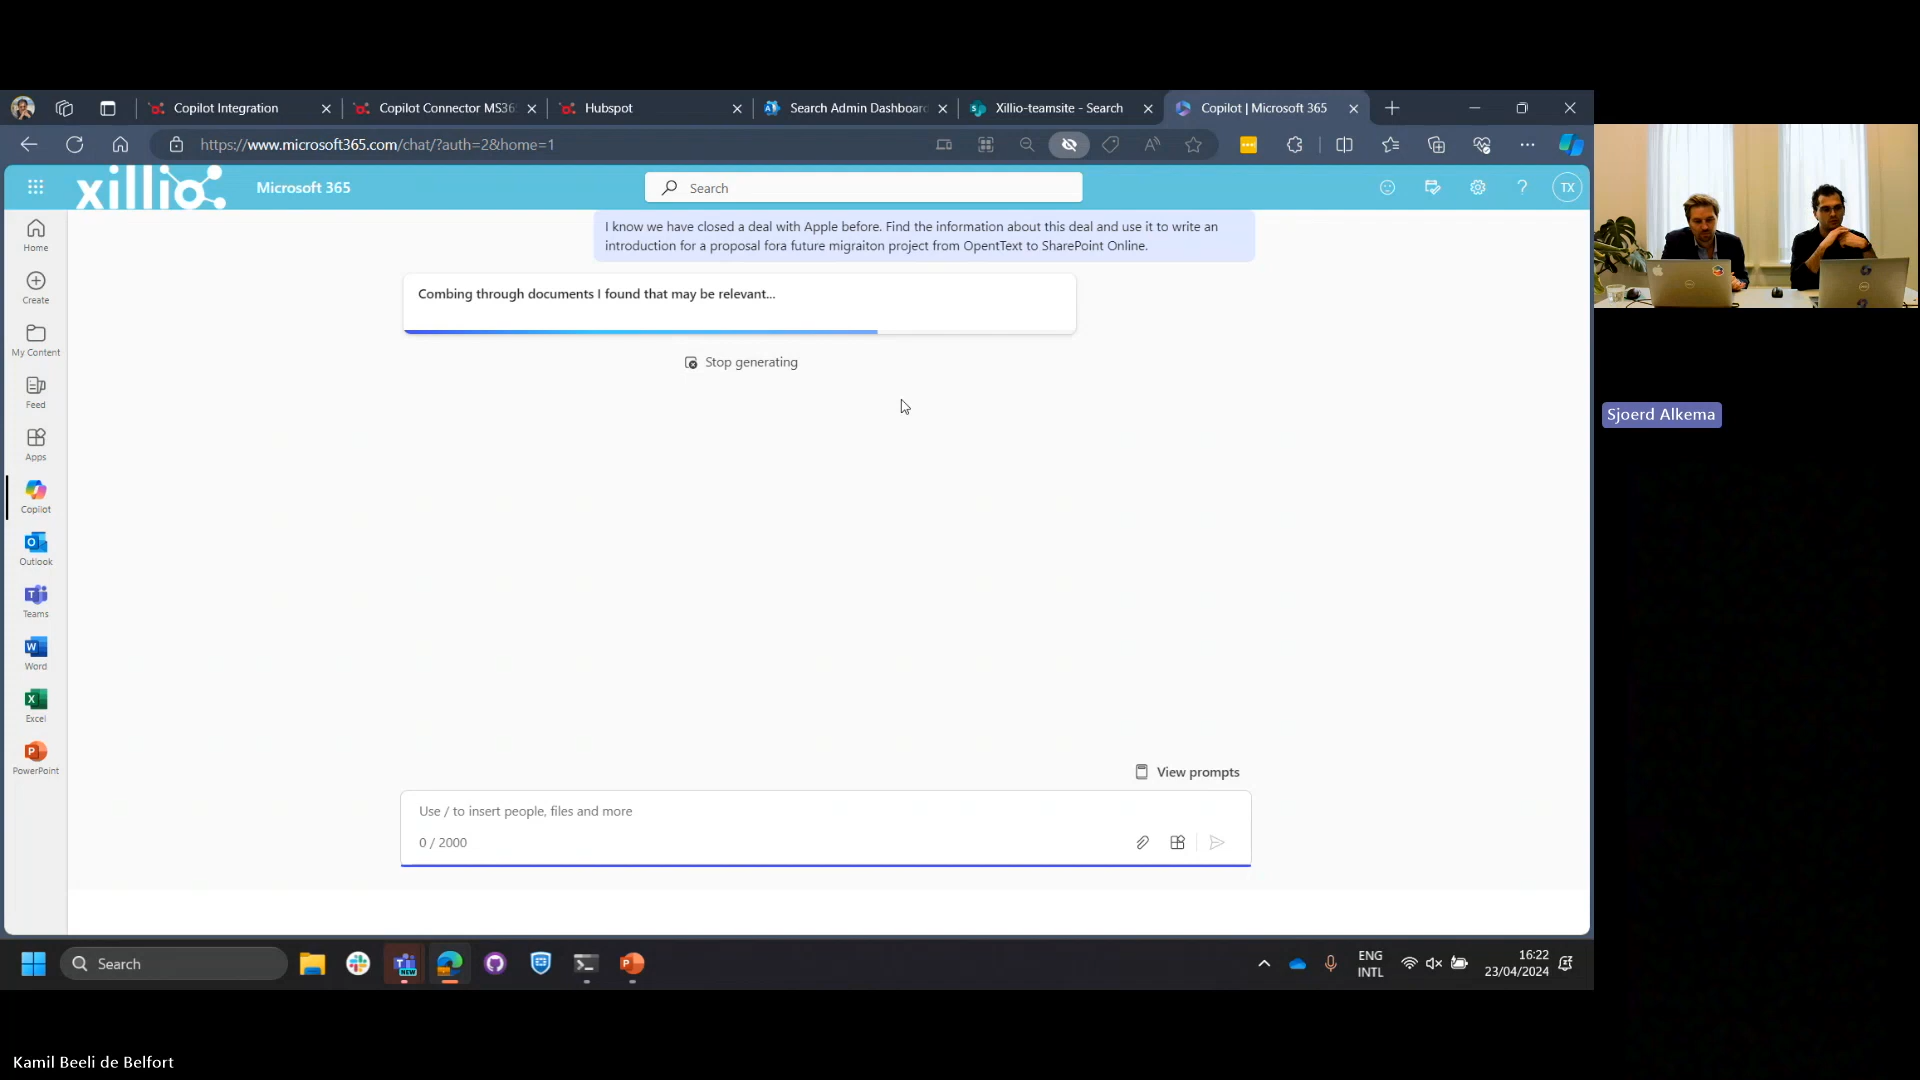 Copilot Integration
Copilot Connector MS36
Hubspot
Search Admin Dashboar
Xillio-teamsite - Search
Copilot | Microsoft 365
https://www.microsoft365.com/chat/?auth=2&home=1
xillio
Microsoft 365
Search
TX
Home
Create
My Content
Feed
Apps
Copilot
Outlook
Teams
Word
Excel
PowerPoint
I know we have closed a deal with Apple before. Find the information about this deal and use it to write an
introduction for a proposal fora future migraiton project from OpentText to SharePoint Online.
Combing through documents I found that may be relevant...
Stop generating
View prompts
Use / to insert people, files and more
0 / 2000
Search
NEW
ENG
INTL
16:22
23/04/2024
Sjoerd Alkema
Kamil Beeli de Belfort